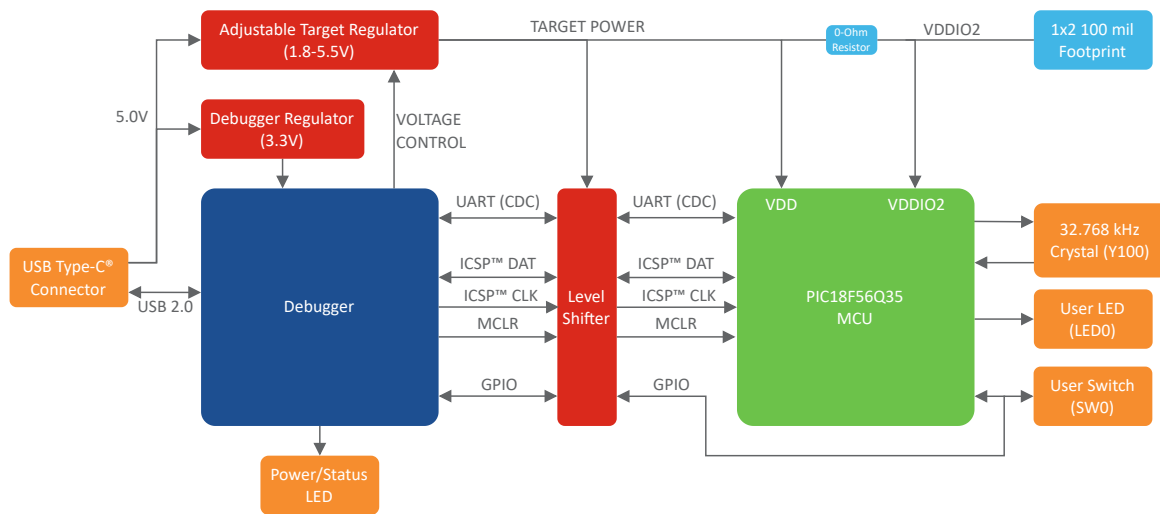 Adjustable Target Regulator
(1.8-5.5V)
TARGET POWER
0-Ohm
Resistor
VDDIO2
1x2 100 mil
Footprint
5.0V
Debugger Regulator
(3.3V)
VOLTAGE
CONTROL
UART (CDC)
UART (CDC)
VDD
VDDIO2
32.768 kHz
Crystal (Y100)
USB Type-C®
Connector
USB 2.0
Debugger
ICSP™ DAT
ICSP™ CLK
MCLR
GPIO
Level
Shifter
ICSP™ DAT
ICSP™ CLK
MCLR
GPIO
PIC18F56Q35
MCU
User LED
(LED0)
User Switch
(SW0)
Power/Status
LED